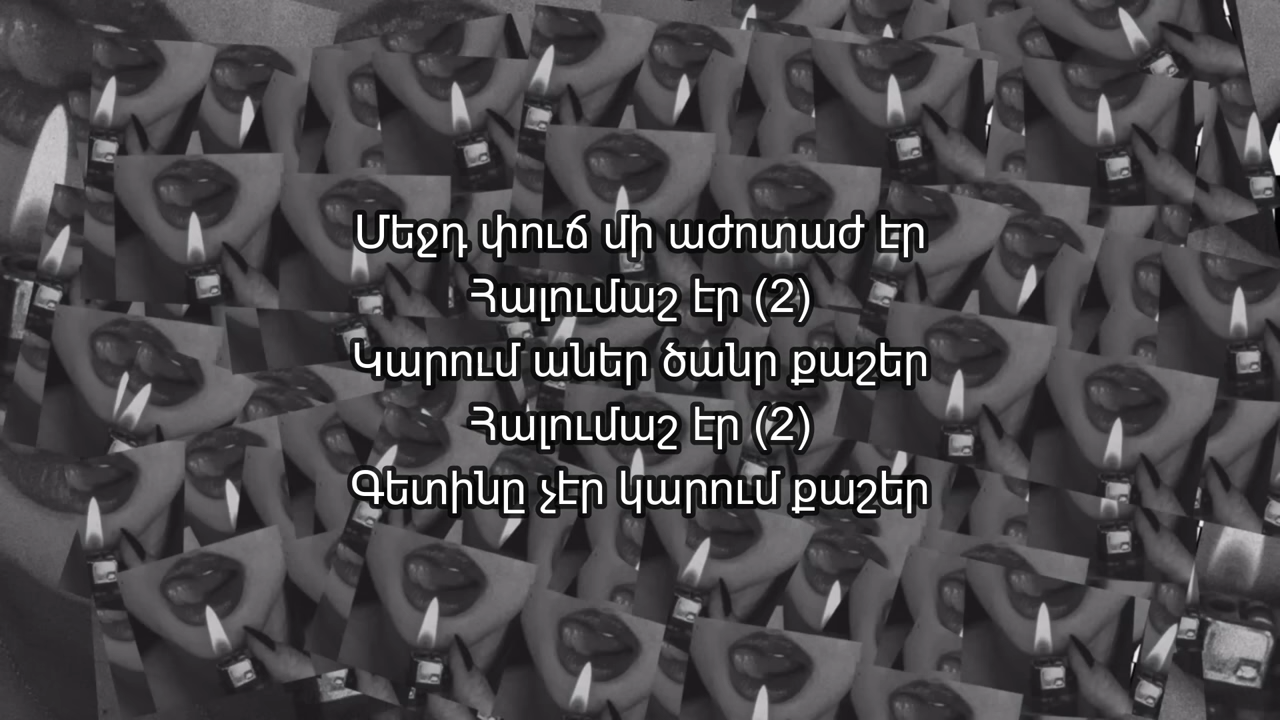 Մեջդ փուճ մի աժոտաժ էր
Հալումաշ էր (2)
Կարում աներ ծանր քաշեր
Հալումաշ էր (2)
Գետինը չէր կարում քաշեր